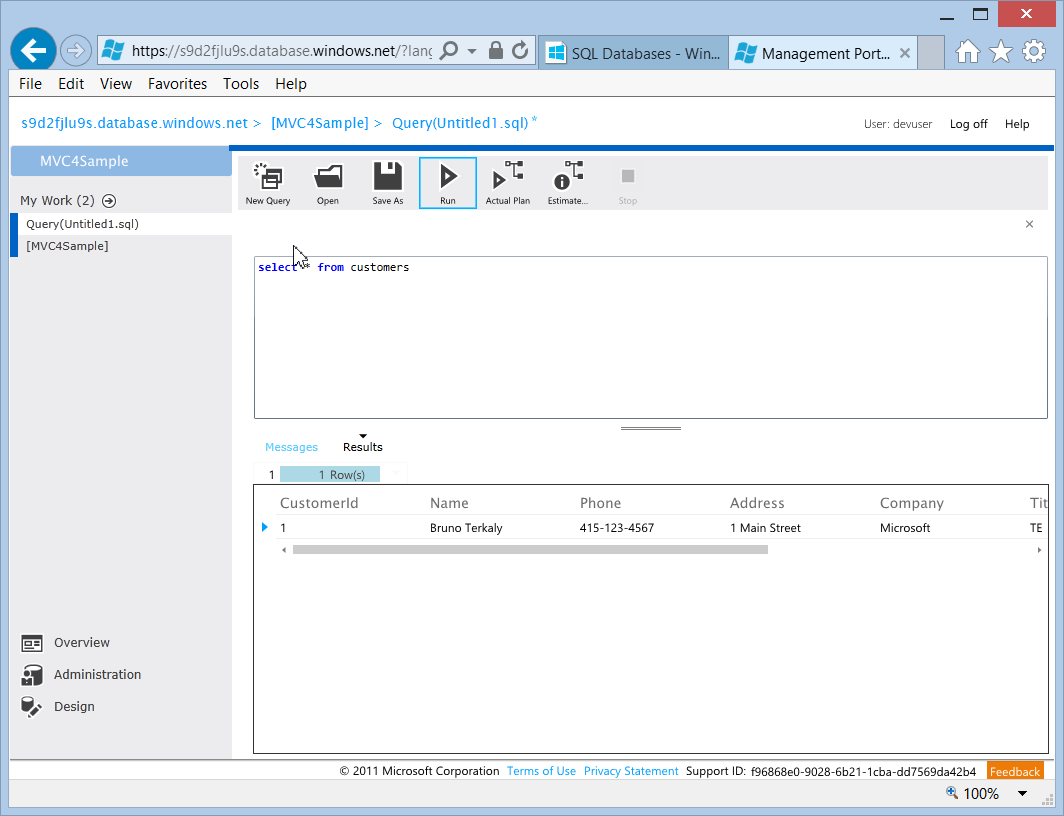 https://s9d2fjlu9s.database.windows.net/?lang
SQL Databases - Win...
Management Port...
File Edit View Favorites Tools Help
s9d2fjlu9s.database.windows.net > [MVC4Sample] > Query(Untitled1.sql) *
User: devuser Log off Help
MVC4Sample
My Work (2)
Query(Untitled1.sql)
[MVC4Sample]
New Query Open Save As Run Actual Plan Estimate... Stop
select * from customers
Messages Results
1 1 Row(s)
CustomerId Name Phone Address Company Tit
1 Bruno Terkaly 415-123-4567 1 Main Street Microsoft TE
Overview
Administration
Design
© 2011 Microsoft Corporation Terms of Use Privacy Statement Support ID: f96868e0-9028-6b21-1cba-dd7569da42b4 Feedback
100%